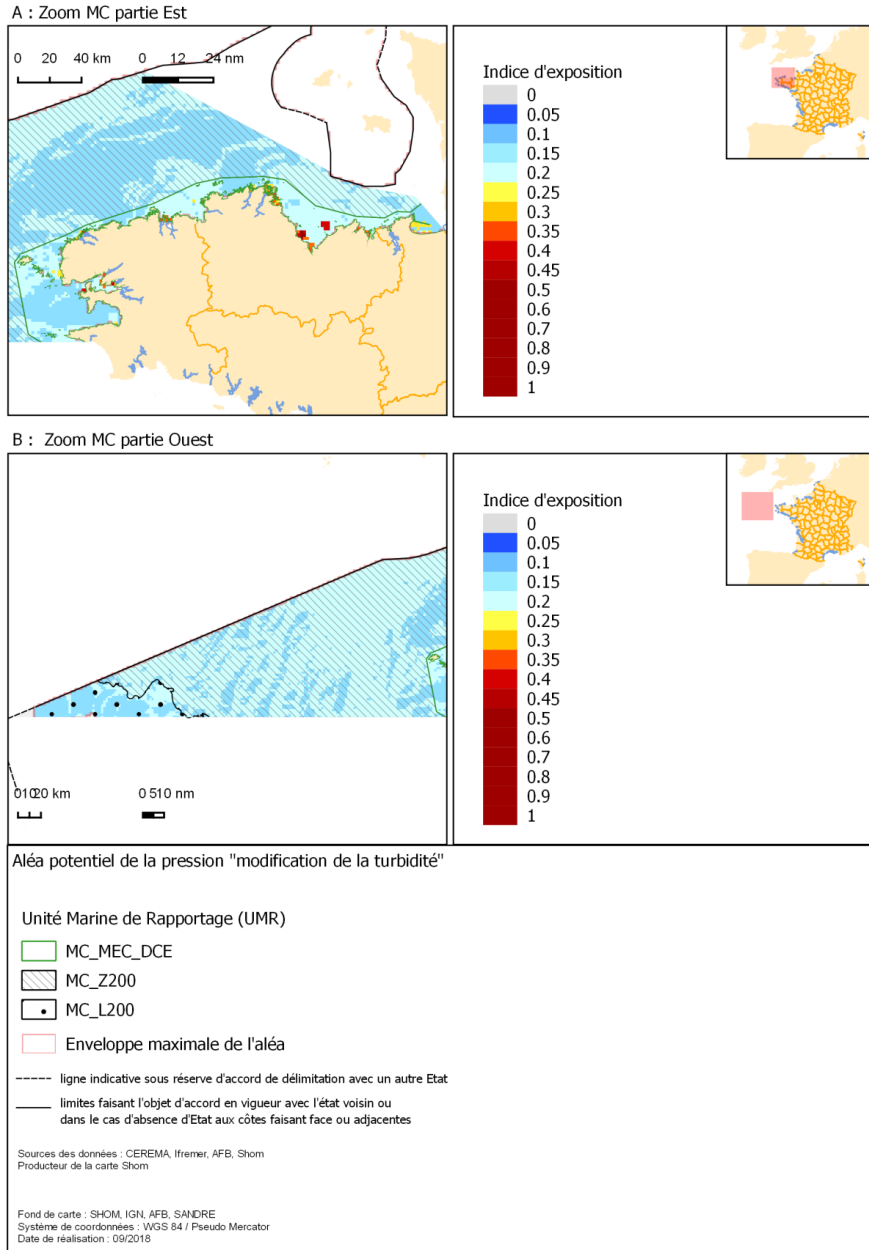 A : Zoom MC partie Est
0 20 40 km 0 12 24 nm
Indice d'exposition
0
0.05
0.1
0.15
0.2
0.25
0.3
0.35
0.4
0.45
0.5
0.6
0.7
0.8
0.9
1
B : Zoom MC partie Ouest
Indice d'exposition
0
0.05
0.1
0.15
0.2
0.25
0.3
0.35
0.4
0.45
0.5
0.6
0.7
0.8
0.9
1
01020 km 0 510 nm
Aléa potentiel de la pression "modification de la turbidité"
Unité Marine de Rapportage (UMR)
MC_MEC_DCE
MC_Z200
MC_L200
Enveloppe maximale de l'aléa
ligne indicative sous réserve d'accord de délimitation avec un autre Etat
limites faisant l'objet d'accord en vigueur avec l'état voisin ou
dans le cas d'absence d'Etat aux côtes faisant face ou adjacentes
Sources des données : CEREMA, Ifremer, AFB, Shom
Producteur de la carte Shom
Fond de carte : SHOM, IGN, AFB, SANDRE
Système de coordonnées : WGS 84 / Pseudo Mercator
Date de réalisation : 09/2018